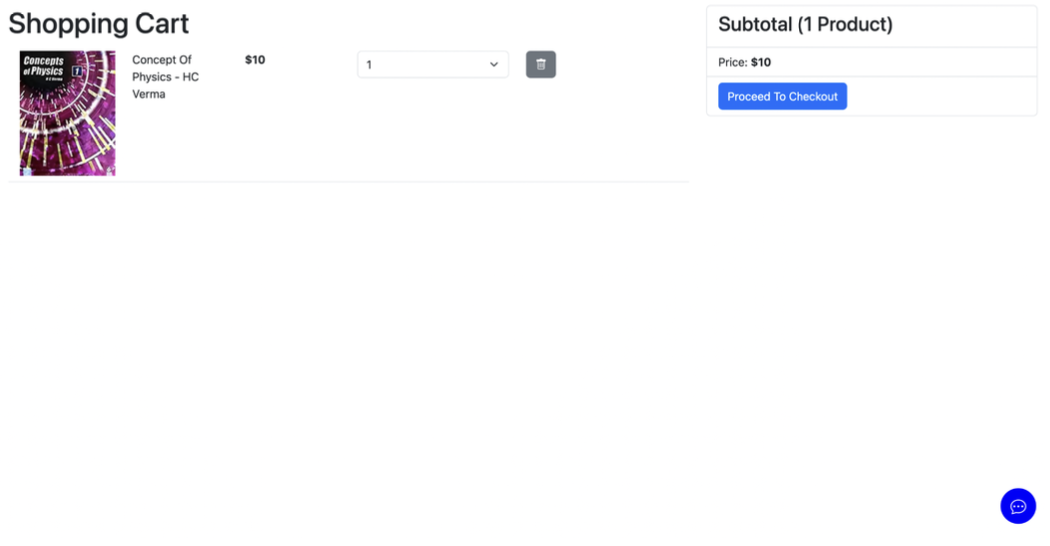 Shopping Cart
Concepts
of Physics 1
H C Verma
Concept Of
Physics - HC
Verma
$10
1
Subtotal (1 Product)
Price: $10
Proceed To Checkout